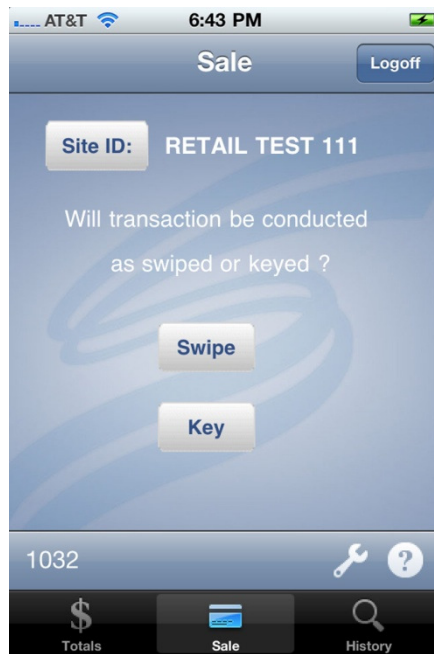 AT&T 6:43 PM
Sale Logoff
Site ID: RETAIL TEST 111
Will transaction be conducted
as swiped or keyed ?
Swipe
Key
1032 ?
$
Totals Sale History